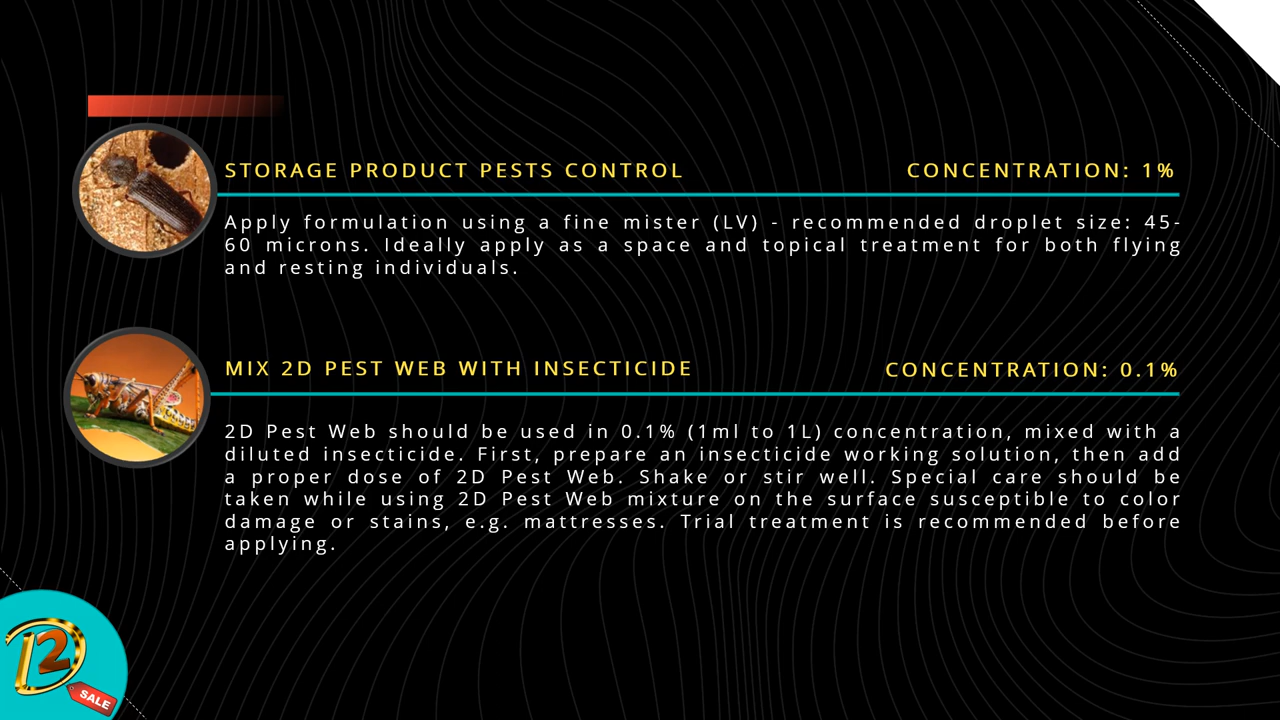 STORAGE PRODUCT PESTS CONTROL
CONCENTRATION: 1%
Apply formulation using a fine mister (LV) - recommended droplet size: 45-
60 microns. Ideally apply as a space and topical treatment for both flying
and resting individuals.
MIX 2D PEST WEB WITH INSECTICIDE
CONCENTRATION: 0.1%
2D Pest Web should be used in 0.1% (1ml to 1L) concentration, mixed with a
diluted insecticide. First, prepare an insecticide working solution, then add
a proper dose of 2D Pest Web. Shake or stir well. Special care should be
taken while using 2D Pest Web mixture on the surface susceptible to color
damage or stains, e.g. mattresses. Trial treatment is recommended before
applying.
D2
SALE